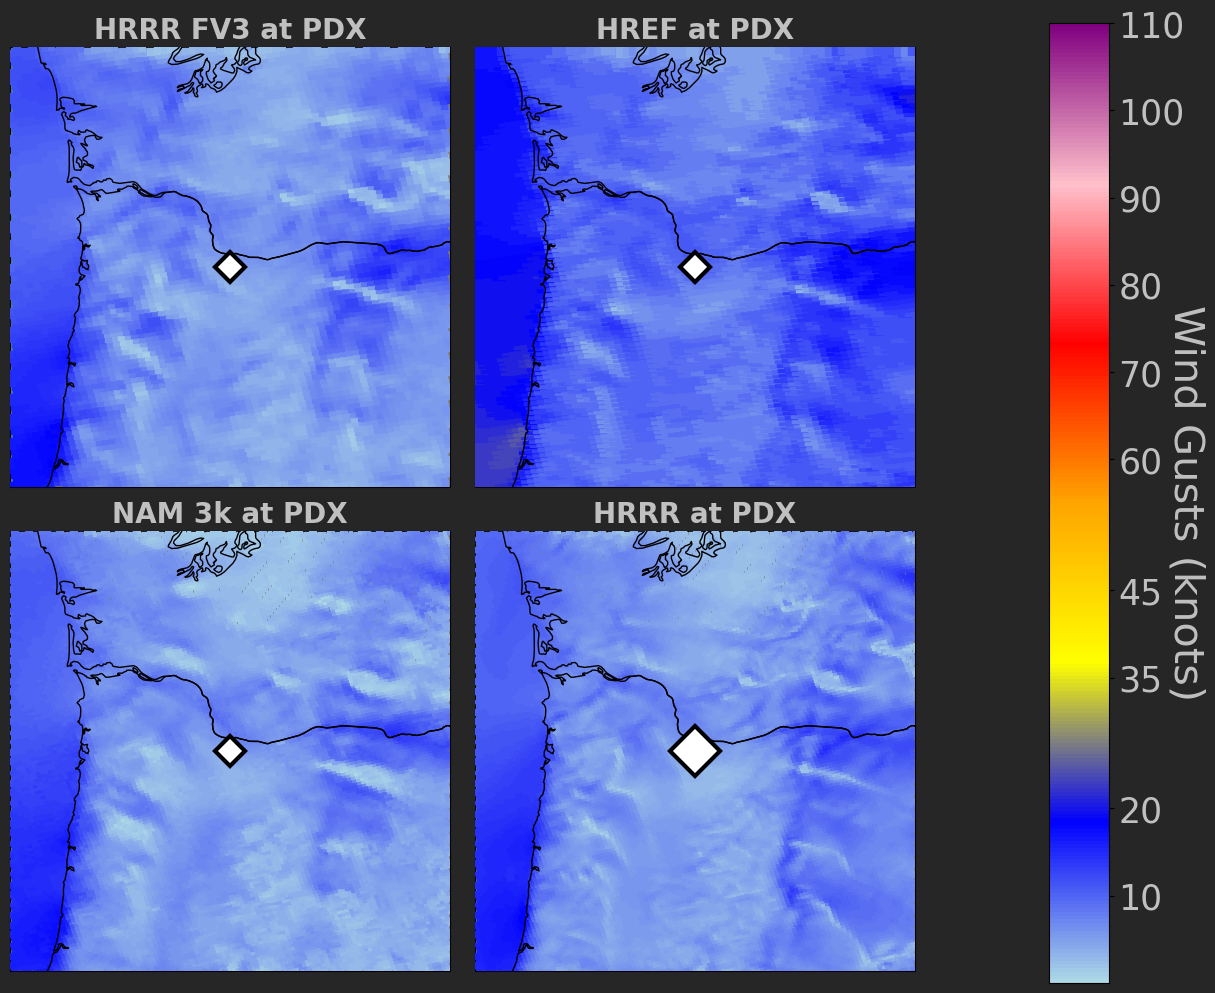 HRRR FV3 at PDX
HREF at PDX
NAM 3k at PDX
HRRR at PDX
110
100
90
80
70
60
45
35
20
10
Wind Gusts (knots)